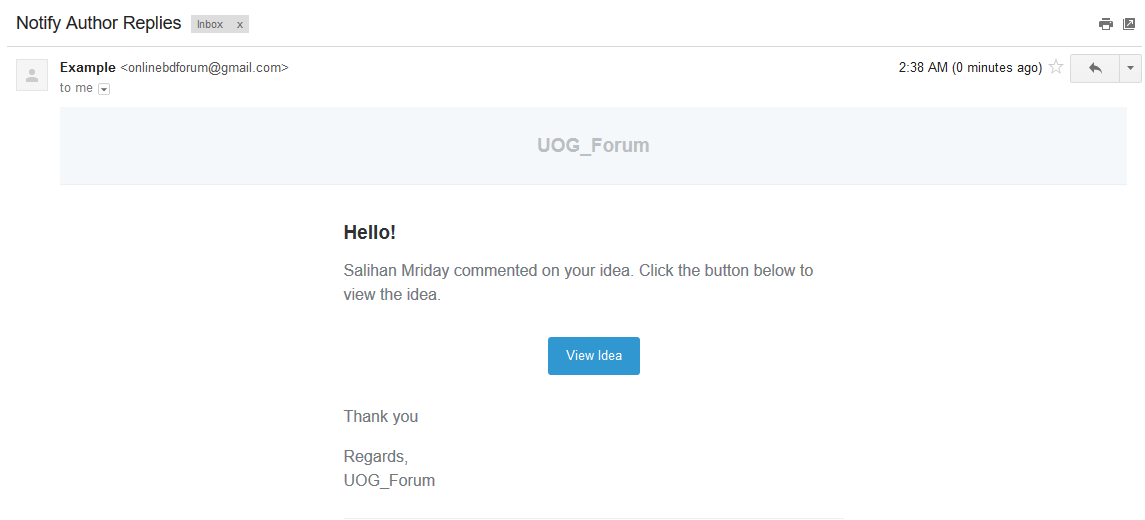 Notify Author Replies Inbox x
Example <onlinebdforum@gmail.com> 2:38 AM (0 minutes ago)
to me
UOG_Forum
Hello!
Salihan Mriday commented on your idea. Click the button below to
view the idea.
View Idea
Thank you
Regards,
UOG_Forum